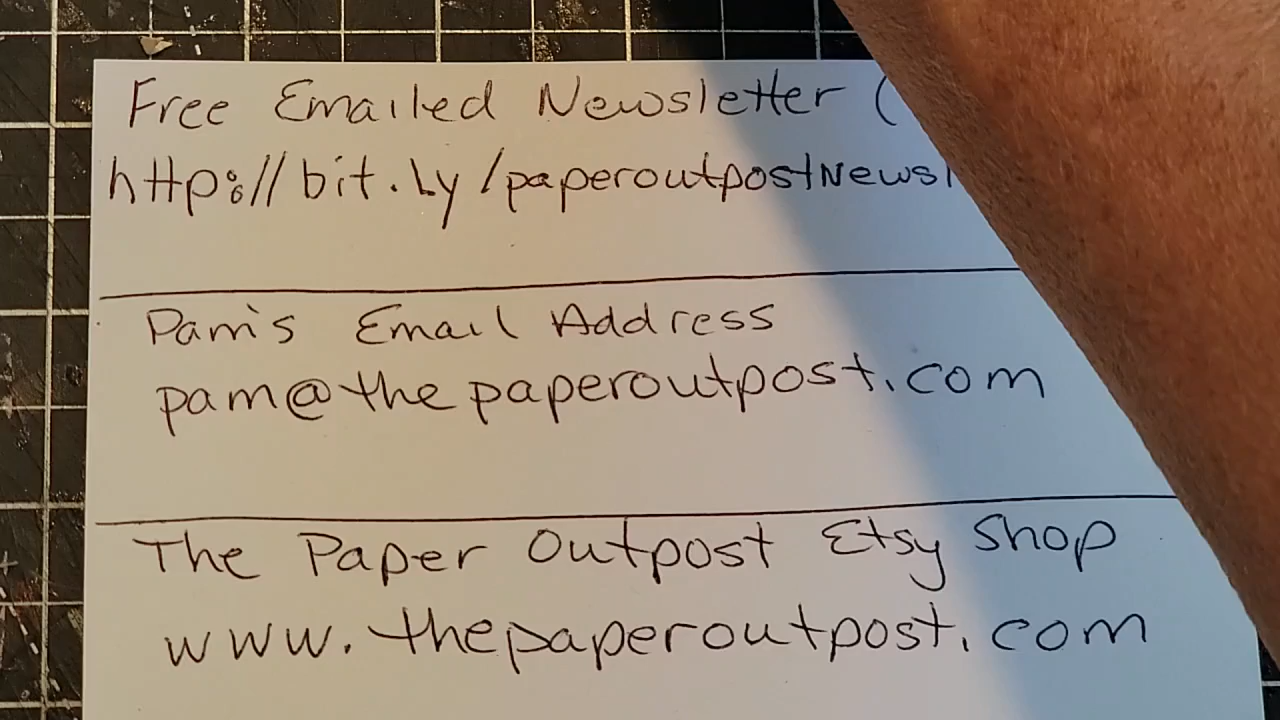 Free Emailed Newsletter (
http://bit.ly/paperoutpostNewsl
Pam's Email Address
pam@thepaperoutpost.com
The Paper Outpost Etsy Shop
www.thepaperoutpost.com